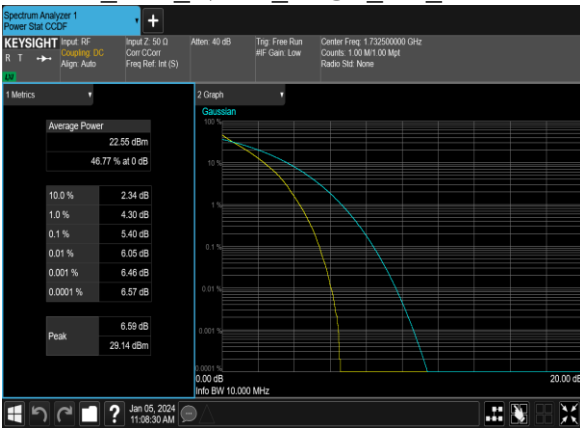 Spectrum Analyzer 1
Power Stat CCDF
+
KEYSIGHT
R T
LV
Input: RF
Coupling: DC
Align: Auto
Input Z: 50 Ω
Corr CCorr
Freq Ref: Int (S)
Atten: 40 dB
Trig: Free Run
#IF Gain: Low
Center Freq: 1.732500000 GHz
Counts: 1.00 M/1.00 Mpt
Radio Std: None
1 Metrics
Average Power
22.55 dBm
46.77 % at 0 dB
10.0 % 2.34 dB
1.0 % 4.30 dB
0.1 % 5.40 dB
0.01 % 6.05 dB
0.001 % 6.46 dB
0.0001 % 6.57 dB
Peak
6.59 dB
29.14 dBm
2 Graph
Gaussian
100 %
10 %
1 %
0.1 %
0.01 %
0.001 %
0.0001 %
0.00 dB
20.00 dB
Info BW 10.000 MHz
?
Jan 05, 2024
11:08:30 AM